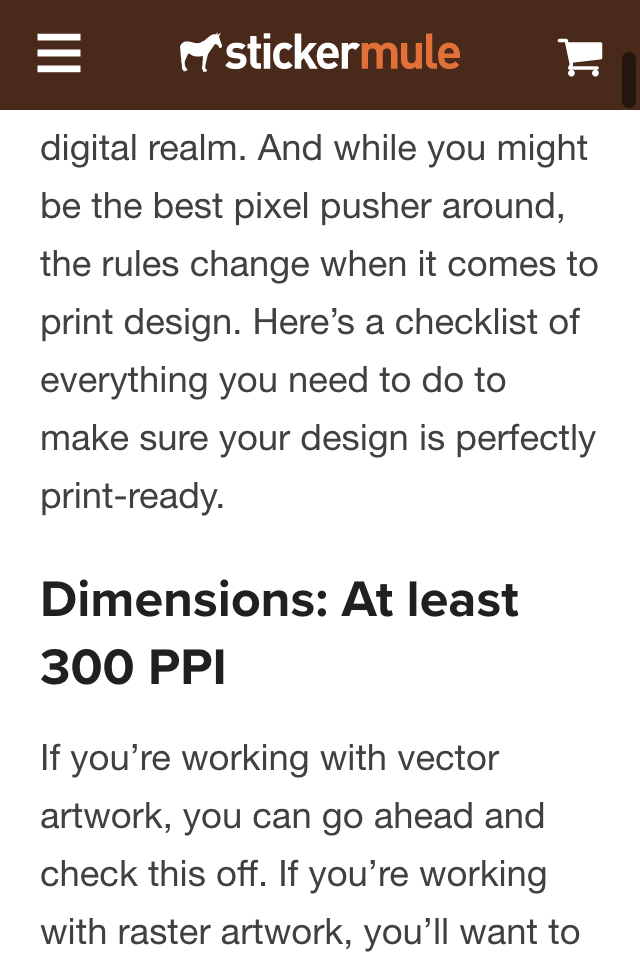 stickermule
digital realm. And while you might
be the best pixel pusher around,
the rules change when it comes to
print design. Here’s a checklist of
everything you need to do to
make sure your design is perfectly
print-ready.
Dimensions: At least
300 PPI
If you’re working with vector
artwork, you can go ahead and
check this off. If you’re working
with raster artwork, you’ll want to